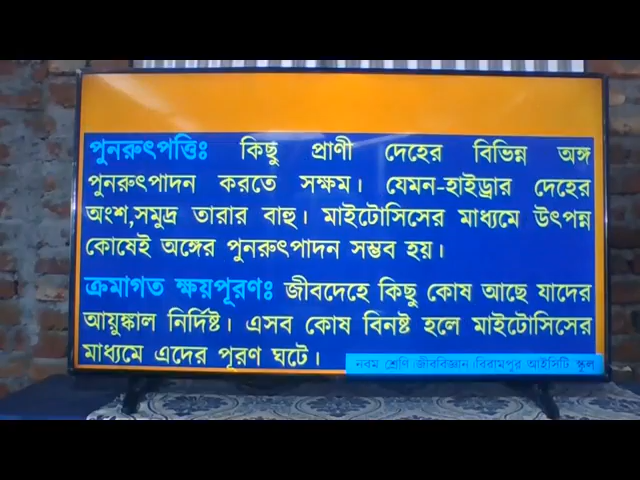 পুনরুৎপত্তিঃ কিছু প্রাণী দেহের বিভিন্ন অঙ্গ
পুনরুৎপাদন করতে সক্ষম। যেমন-হাইড্রার দেহের
অংশ,সমুদ্র তারার বাহু। মাইটোসিসের মাধ্যমে উৎপন্ন
কোষেই অঙ্গের পুনরুৎপাদন সম্ভব হয়।
ক্রমাগত ক্ষয়পূরণঃ জীবদেহে কিছু কোষ আছে যাদের
আয়ুষ্কাল নির্দিষ্ট। এসব কোষ বিনষ্ট হলে মাইটোসিসের
মাধ্যমে এদের পূরণ ঘটে।
নবম শ্রেণি।জীববিজ্ঞান।বিরামপুর আইসিটি স্কুল